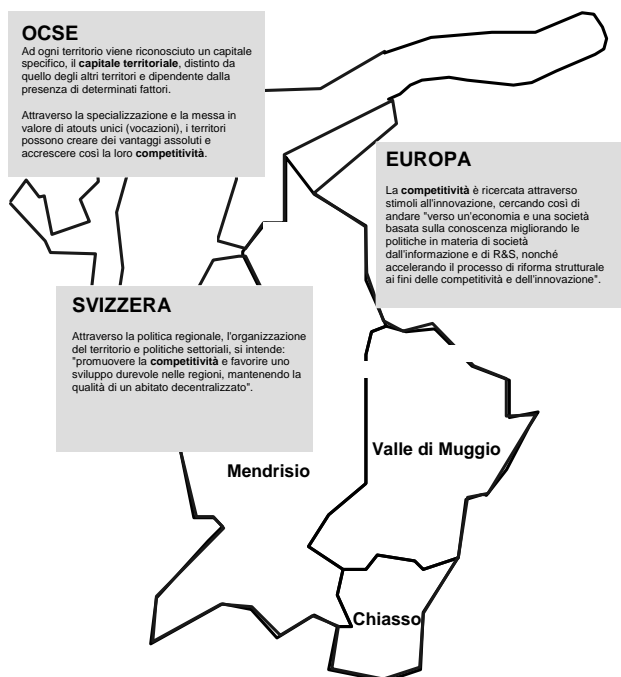 OCSE
Ad ogni territorio viene riconosciuto un capitale
specifico, il capitale territoriale, distinto da
quello degli altri territori e dipendente dalla
presenza di determinati fattori.
Attraverso la specializzazione e la messa in
valore di atouts unici (vocazioni), i territori
possono creare dei vantaggi assoluti e
accrescere così la loro competitività.
EUROPA
La competitività è ricercata attraverso
stimoli all'innovazione, cercando così di
andare "verso un'economia e una società
basata sulla conoscenza migliorando le
politiche in materia di società
dall'informazione e di R&S, nonché
accelerando il processo di riforma strutturale
ai fini delle competitività e dell'innovazione".
SVIZZERA
Attraverso la politica regionale, l'organizzazione
del territorio e politiche settoriali, si intende:
"promuovere la competitività e favorire uno
sviluppo durevole nelle regioni, mantenendo la
qualità di un abitato decentralizzato".
Valle di Muggio
Mendrisio
Chiasso